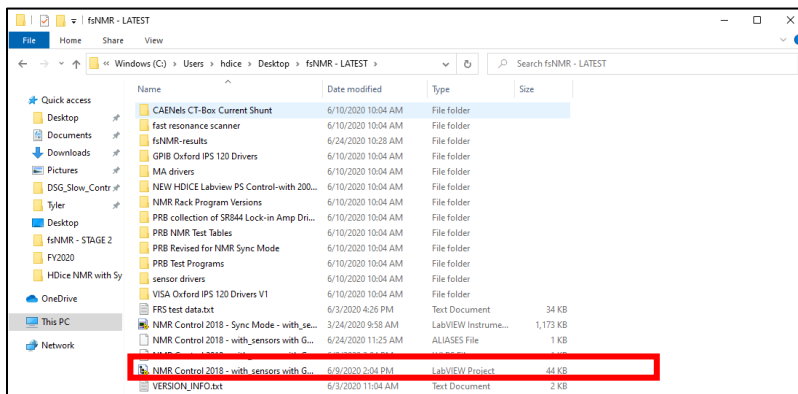 fsNMR - LATEST
File Home Share View
« Windows (C:) > Users > hdice > Desktop > fsNMR - LATEST > Search fsNMR - LATEST
Name Date modified Type Size
Quick access
Desktop
Documents
Downloads
Pictures
DSG_Slow_Contr
Tyler
Desktop
fsNMR - STAGE 2
FY2020
HDice NMR with Sy
OneDrive
This PC
Network
CAENels CT-Box Current Shunt 6/10/2020 10:04 AM File folder
fast resonance scanner 6/10/2020 10:04 AM File folder
fsNMR-results 6/24/2020 10:28 AM File folder
GPIB Oxford IPS 120 Drivers 6/10/2020 10:04 AM File folder
MA drivers 6/10/2020 10:04 AM File folder
NEW HDICE Labview PS Control-with 200... 6/10/2020 10:04 AM File folder
NMR Rack Program Versions 6/10/2020 10:04 AM File folder
PRB collection of SR844 Lock-in Amp Dri... 6/10/2020 10:04 AM File folder
PRB NMR Test Tables 6/10/2020 10:04 AM File folder
PRB Revised for NMR Sync Mode 6/10/2020 10:04 AM File folder
PRB Test Programs 6/10/2020 10:04 AM File folder
sensor drivers 6/10/2020 10:04 AM File folder
VISA Oxford IPS 120 Drivers V1 6/10/2020 10:04 AM File folder
FRS test data.txt 6/3/2020 4:26 PM Text Document 34 KB
NMR Control 2018 - Sync Mode - with_se... 3/24/2020 9:58 AM LabVIEW Instrume... 1,173 KB
NMR Control 2018 - with_sensors with G... 6/24/2020 11:25 AM ALIASES File 1 KB
NMR Control 2018 - with_sensors with G... 6/9/2020 2:04 PM LabVIEW Project 44 KB
VERSION_INFO.txt 6/3/2020 11:04 AM Text Document 2 KB